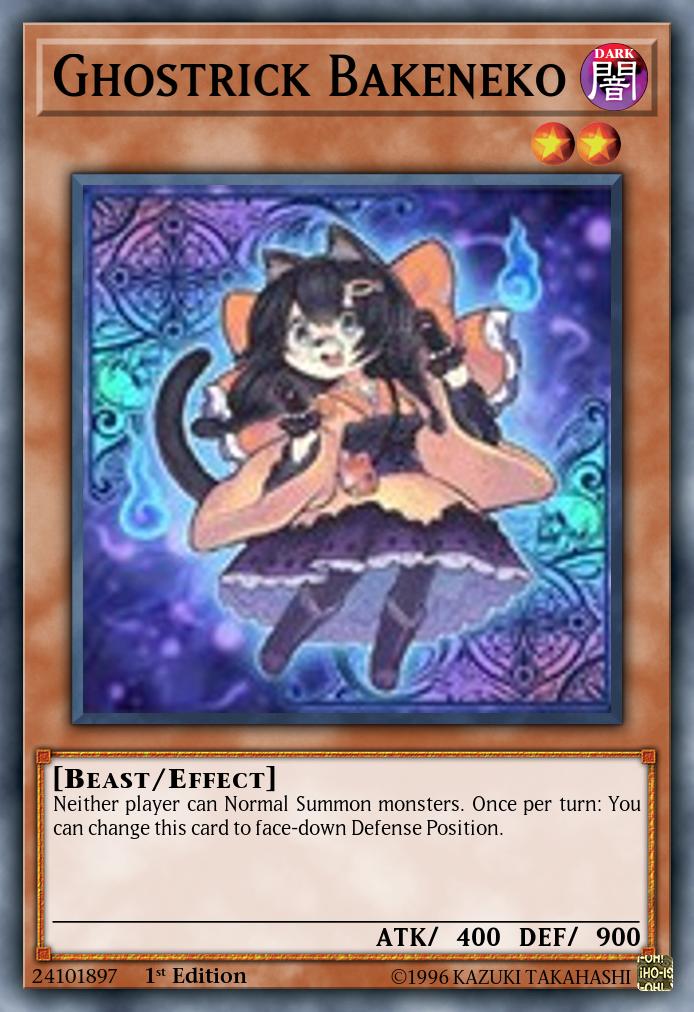 Ghostrick Bakeneko
DARK
闇
[Beast/Effect]
Neither player can Normal Summon monsters. Once per turn: You
can change this card to face-down Defense Position.
ATK/ 400 DEF/ 900
24101897 1st Edition ©1996 KAZUKI TAKAHASHI